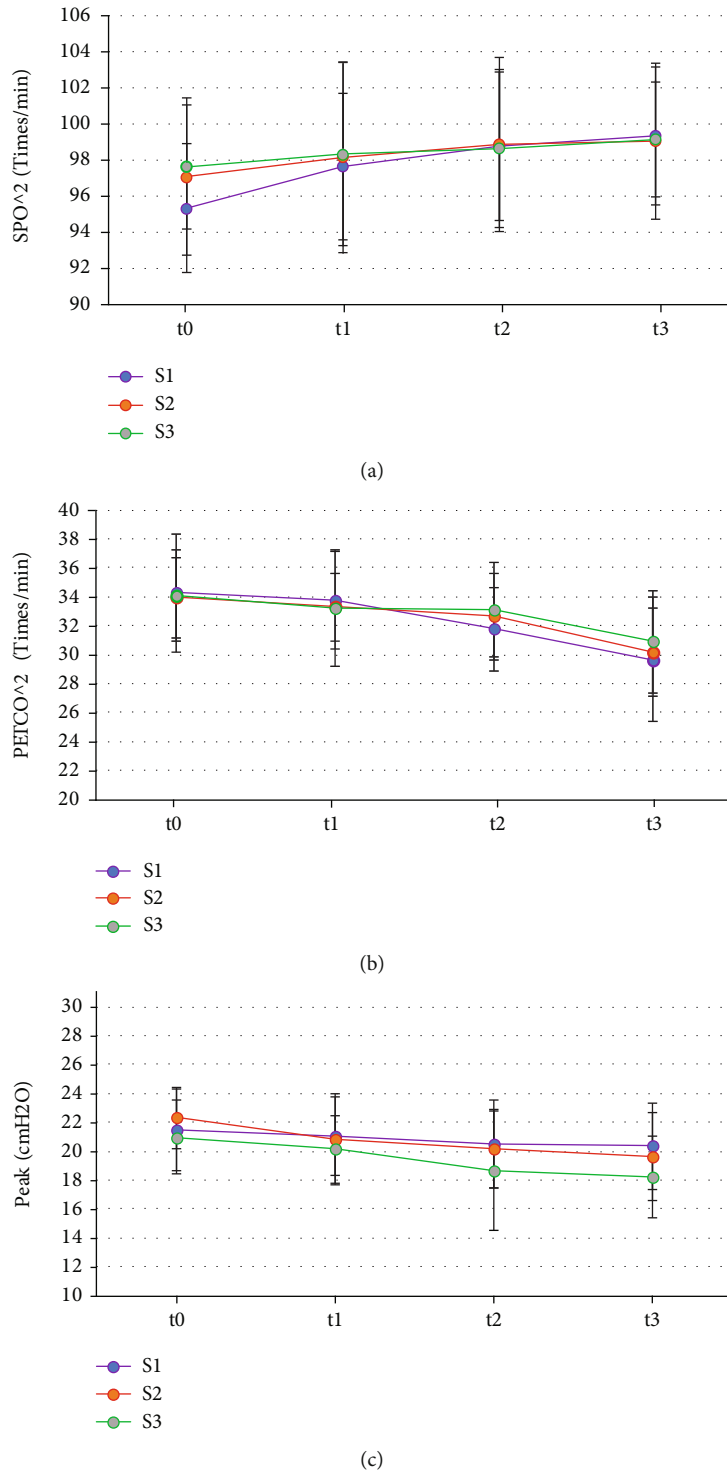 106
104
102
100
98
96
94
92
90
SPO^2 (Times/min)
t0 t1 t2 t3
S1
S2
S3
(a)
40
38
36
34
32
30
28
26
24
22
20
PETCO^2 (Times/min)
t0 t1 t2 t3
S1
S2
S3
(b)
30
28
26
24
22
20
18
16
14
12
10
Peak (cmH2O)
t0 t1 t2 t3
S1
S2
S3
(c)